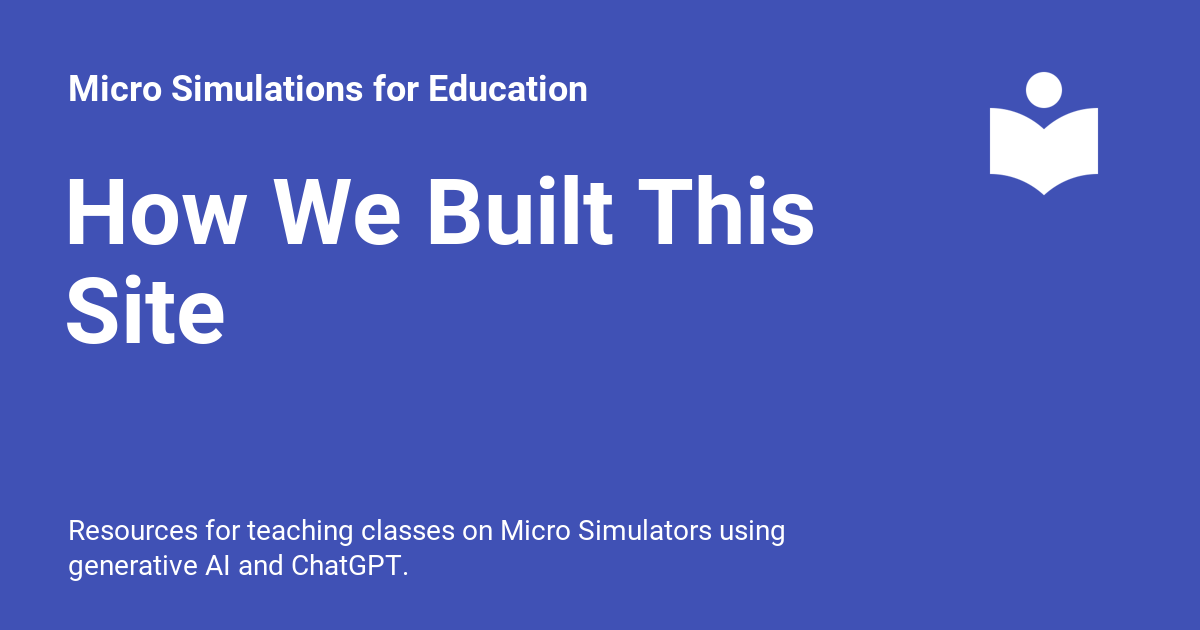 Micro Simulations for Education
How We Built This
Site
Resources for teaching classes on Micro Simulators using
generative AI and ChatGPT.